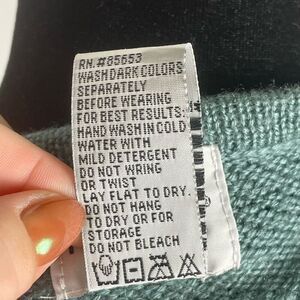 RN.#85653
WASH DARK COLORS
SEPARATELY
BEFORE WEARING
FOR BEST RESULTS.
HAND WASH IN COLD
WATER WITH
MILD DETERGENT
DO NOT WRING
OR TWIST
LAY FLAT TO DRY.
DO NOT HANG
TO DRY OR FOR
STORAGE
DO NOT BLEACH